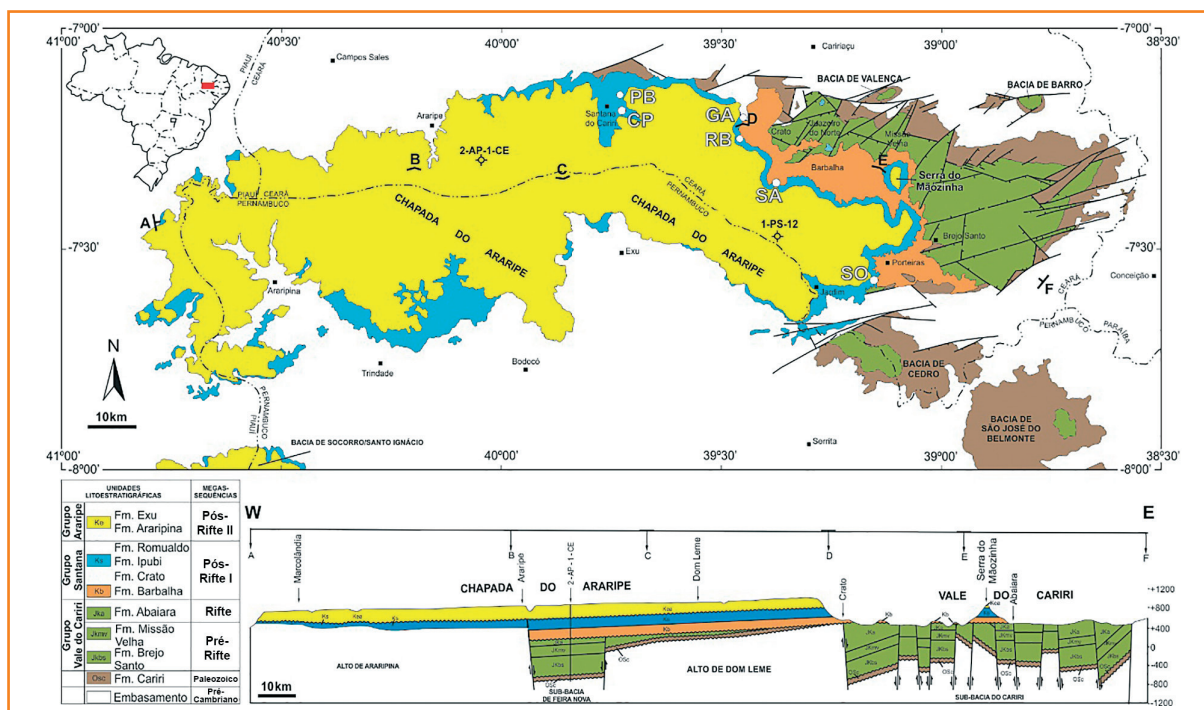 -7°00'
41°00'
40°30'
40°00'
39°30'
39°00'
-7°00'
Campos Sales
Caririaçu
PIAUÍ
CEARÁ
BACIA DE VALENÇA
BACIA DE BARRO
PB
Santana do Cariri
CP
GA
D
RB
Crato
Juazeiro do Norte
Missão Velha
Araripe
2-AP-1-CE
B
C
Barbalha
E
Serra do Mãozinha
PIAUÍ CEARÁ
PERNAMBUCO
CEARÁ
PERNAMBUCO
SA
A
CHAPADA DO ARARIPE
CHAPADA DO ARARIPE
1-PS-12
Brejo Santo
-7°30'
-7°30'
Exu
Porteiras
SO
Jardim
Conceição
F
CEARÁ
PERNAMBUCO
PARAÍBA
Araripina
N
10km
Trindade
Bodocó
BACIA DE CEDRO
BACIA DE SÃO JOSÉ DO BELMONTE
PERNAMBUCO
PIAUÍ
BACIA DE SOCORRO/SANTO IGNÁCIO
Serrita
41°00'
-8°00'
40°30'
40°00'
39°30'
39°00'
38°30'
-8°00'
UNIDADES LITOESTRATIGRÁFICAS
MEGAS-SEQUÊNCIAS
Grupo Araripe
Fm. Exu
Fm. Araripina
Pós-Rifte II
Grupo Santana
Fm. Romualdo
Fm. Ipubi
Fm. Crato
Kb Fm. Barbalha
Pós-Rifte I
Grupo Vale do Cariri
Jka Fm. Abaiara
Rifte
Jkmv Fm. Missão Velha
Jkbs Fm. Brejo Santo
Pré-Rifte
OSc Fm. Cariri
Paleozoico
Embasamento
Pré-Cambriano
W
E
A
B
C
D
E
F
Marcolândia
Araripe
2-AP-1-CE
Dom Leme
Crato
Serra do Mãozinha
Abaiara
CHAPADA DO ARARIPE
VALE DO CARIRI
+1200
+800
400
0
-400
-800
-1200
ALTO DE ARARIPINA
ALTO DE DOM LEME
10km
SUB-BACIA DE FEIRA NOVA
SUB-BACIA DO CARIRI